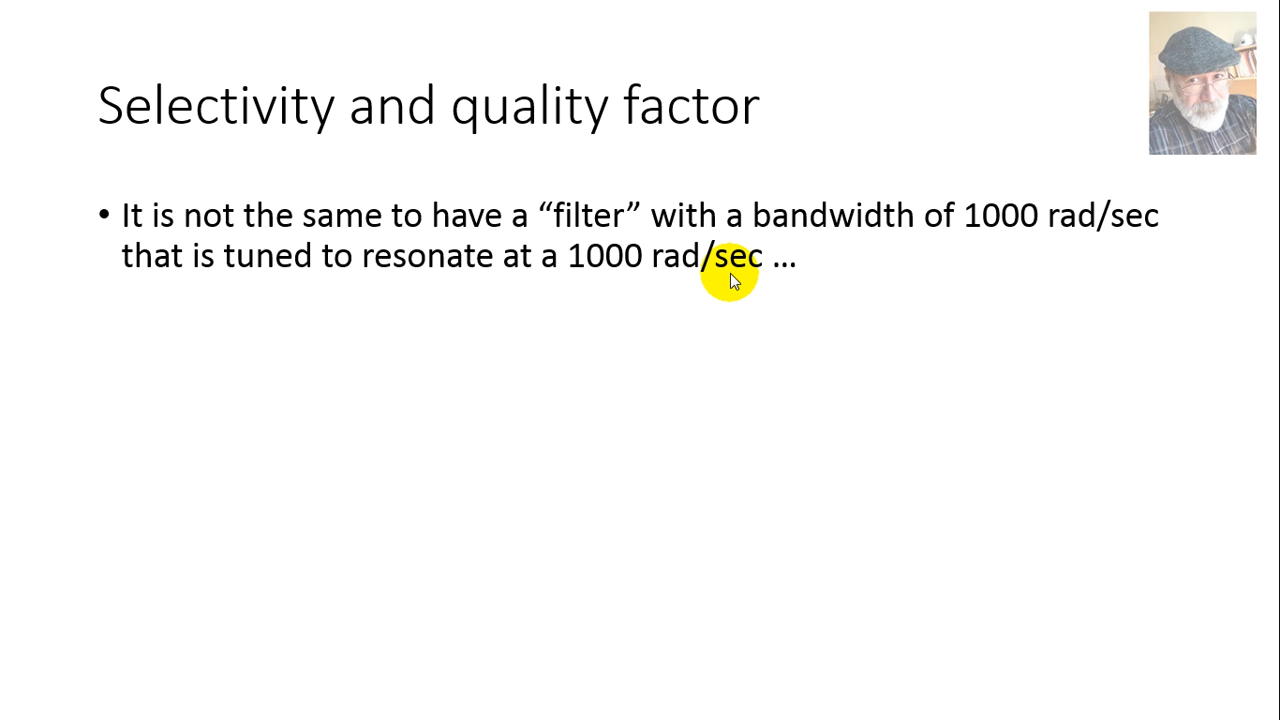 Selectivity and quality factor
• It is not the same to have a “filter” with a bandwidth of 1000 rad/sec
that is tuned to resonate at a 1000 rad/sec ...